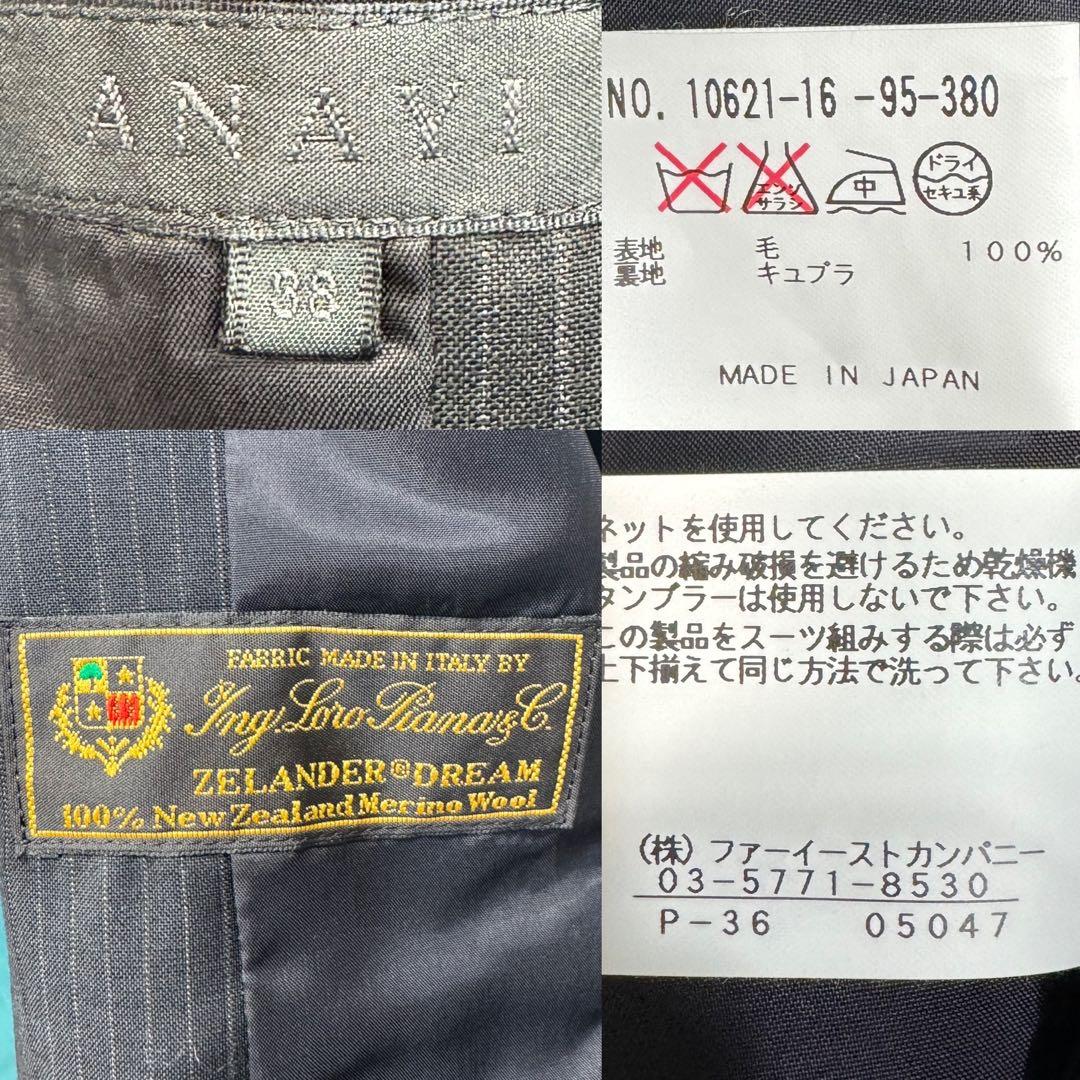 ANAYI
38
NO. 10621-16 -95-380
エンソ
サラシ
中
ドライ
セキユ系
表地 毛 100%
裏地 キュプラ
MADE IN JAPAN
FABRIC MADE IN ITALY BY
Ing. Loro Piana & C.
ZELANDER® DREAM
100% New Zealand Merino Wool
ネットを使用してください。
製品の縮み破損を避けるため乾燥機
タンブラーは使用しないで下さい。
この製品をスーツ組みする際は必ず
上下揃えて同じ方法で洗って下さい。
(株) ファーイーストカンパニー
03-5771-8530
P-36 05047